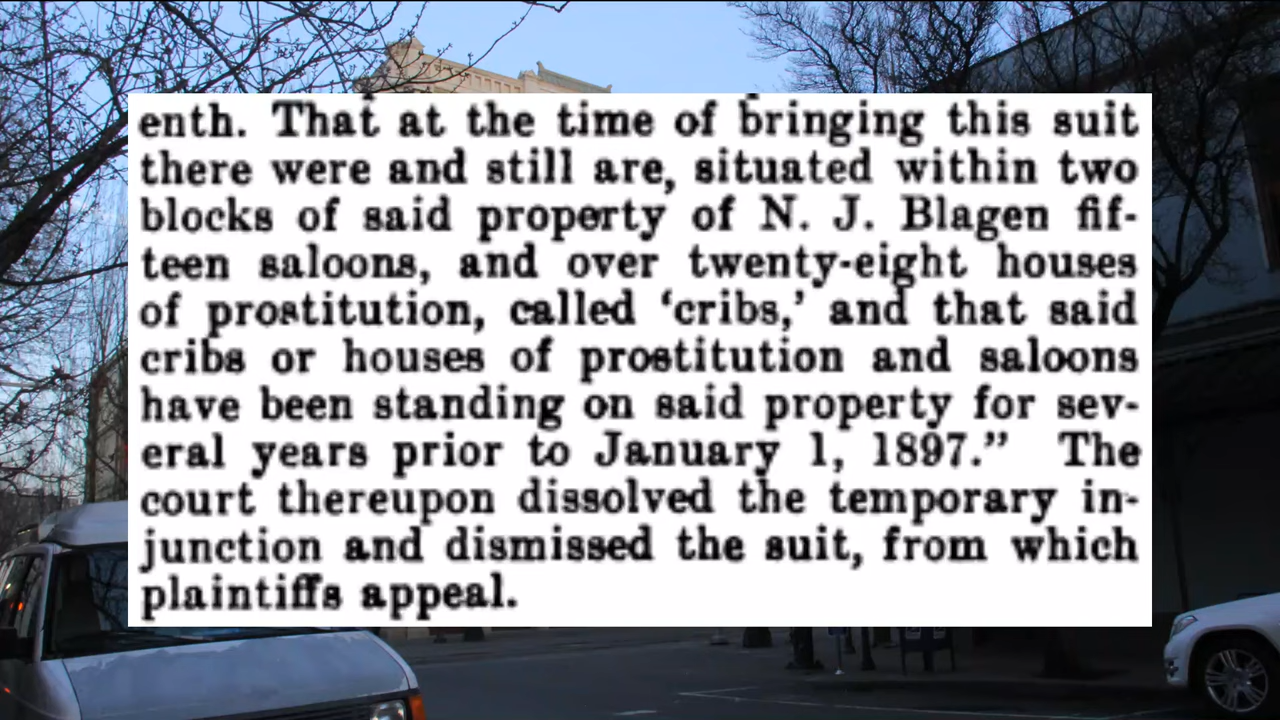 enth. That at the time of bringing this suit
there were and still are, situated within two
blocks of said property of N. J. Blagen fif-
teen saloons, and over twenty-eight houses
of prostitution, called ‘cribs,’ and that said
cribs or houses of prostitution and saloons
have been standing on said property for sev-
eral years prior to January 1, 1897.” The
court thereupon dissolved the temporary in-
junction and dismissed the suit, from which
plaintiffs appeal.